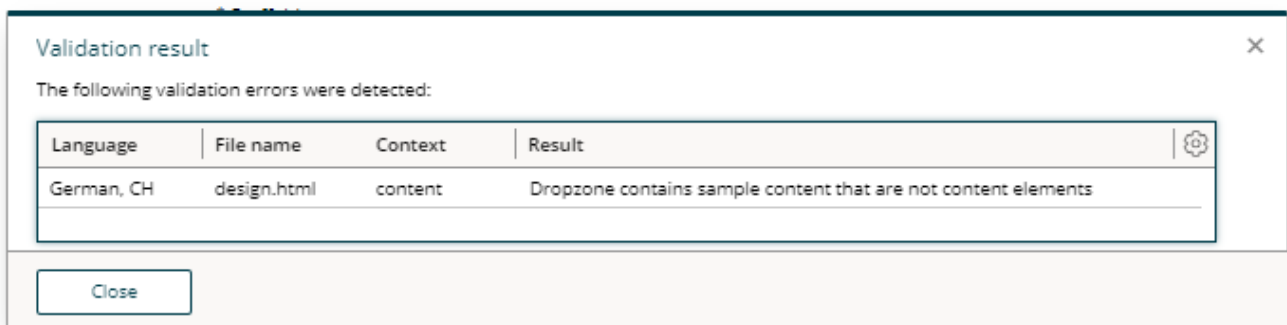 Validation result
The following validation errors were detected:
Language File name Context Result
German, CH design.html content Dropzone contains sample content that are not content elements
Close